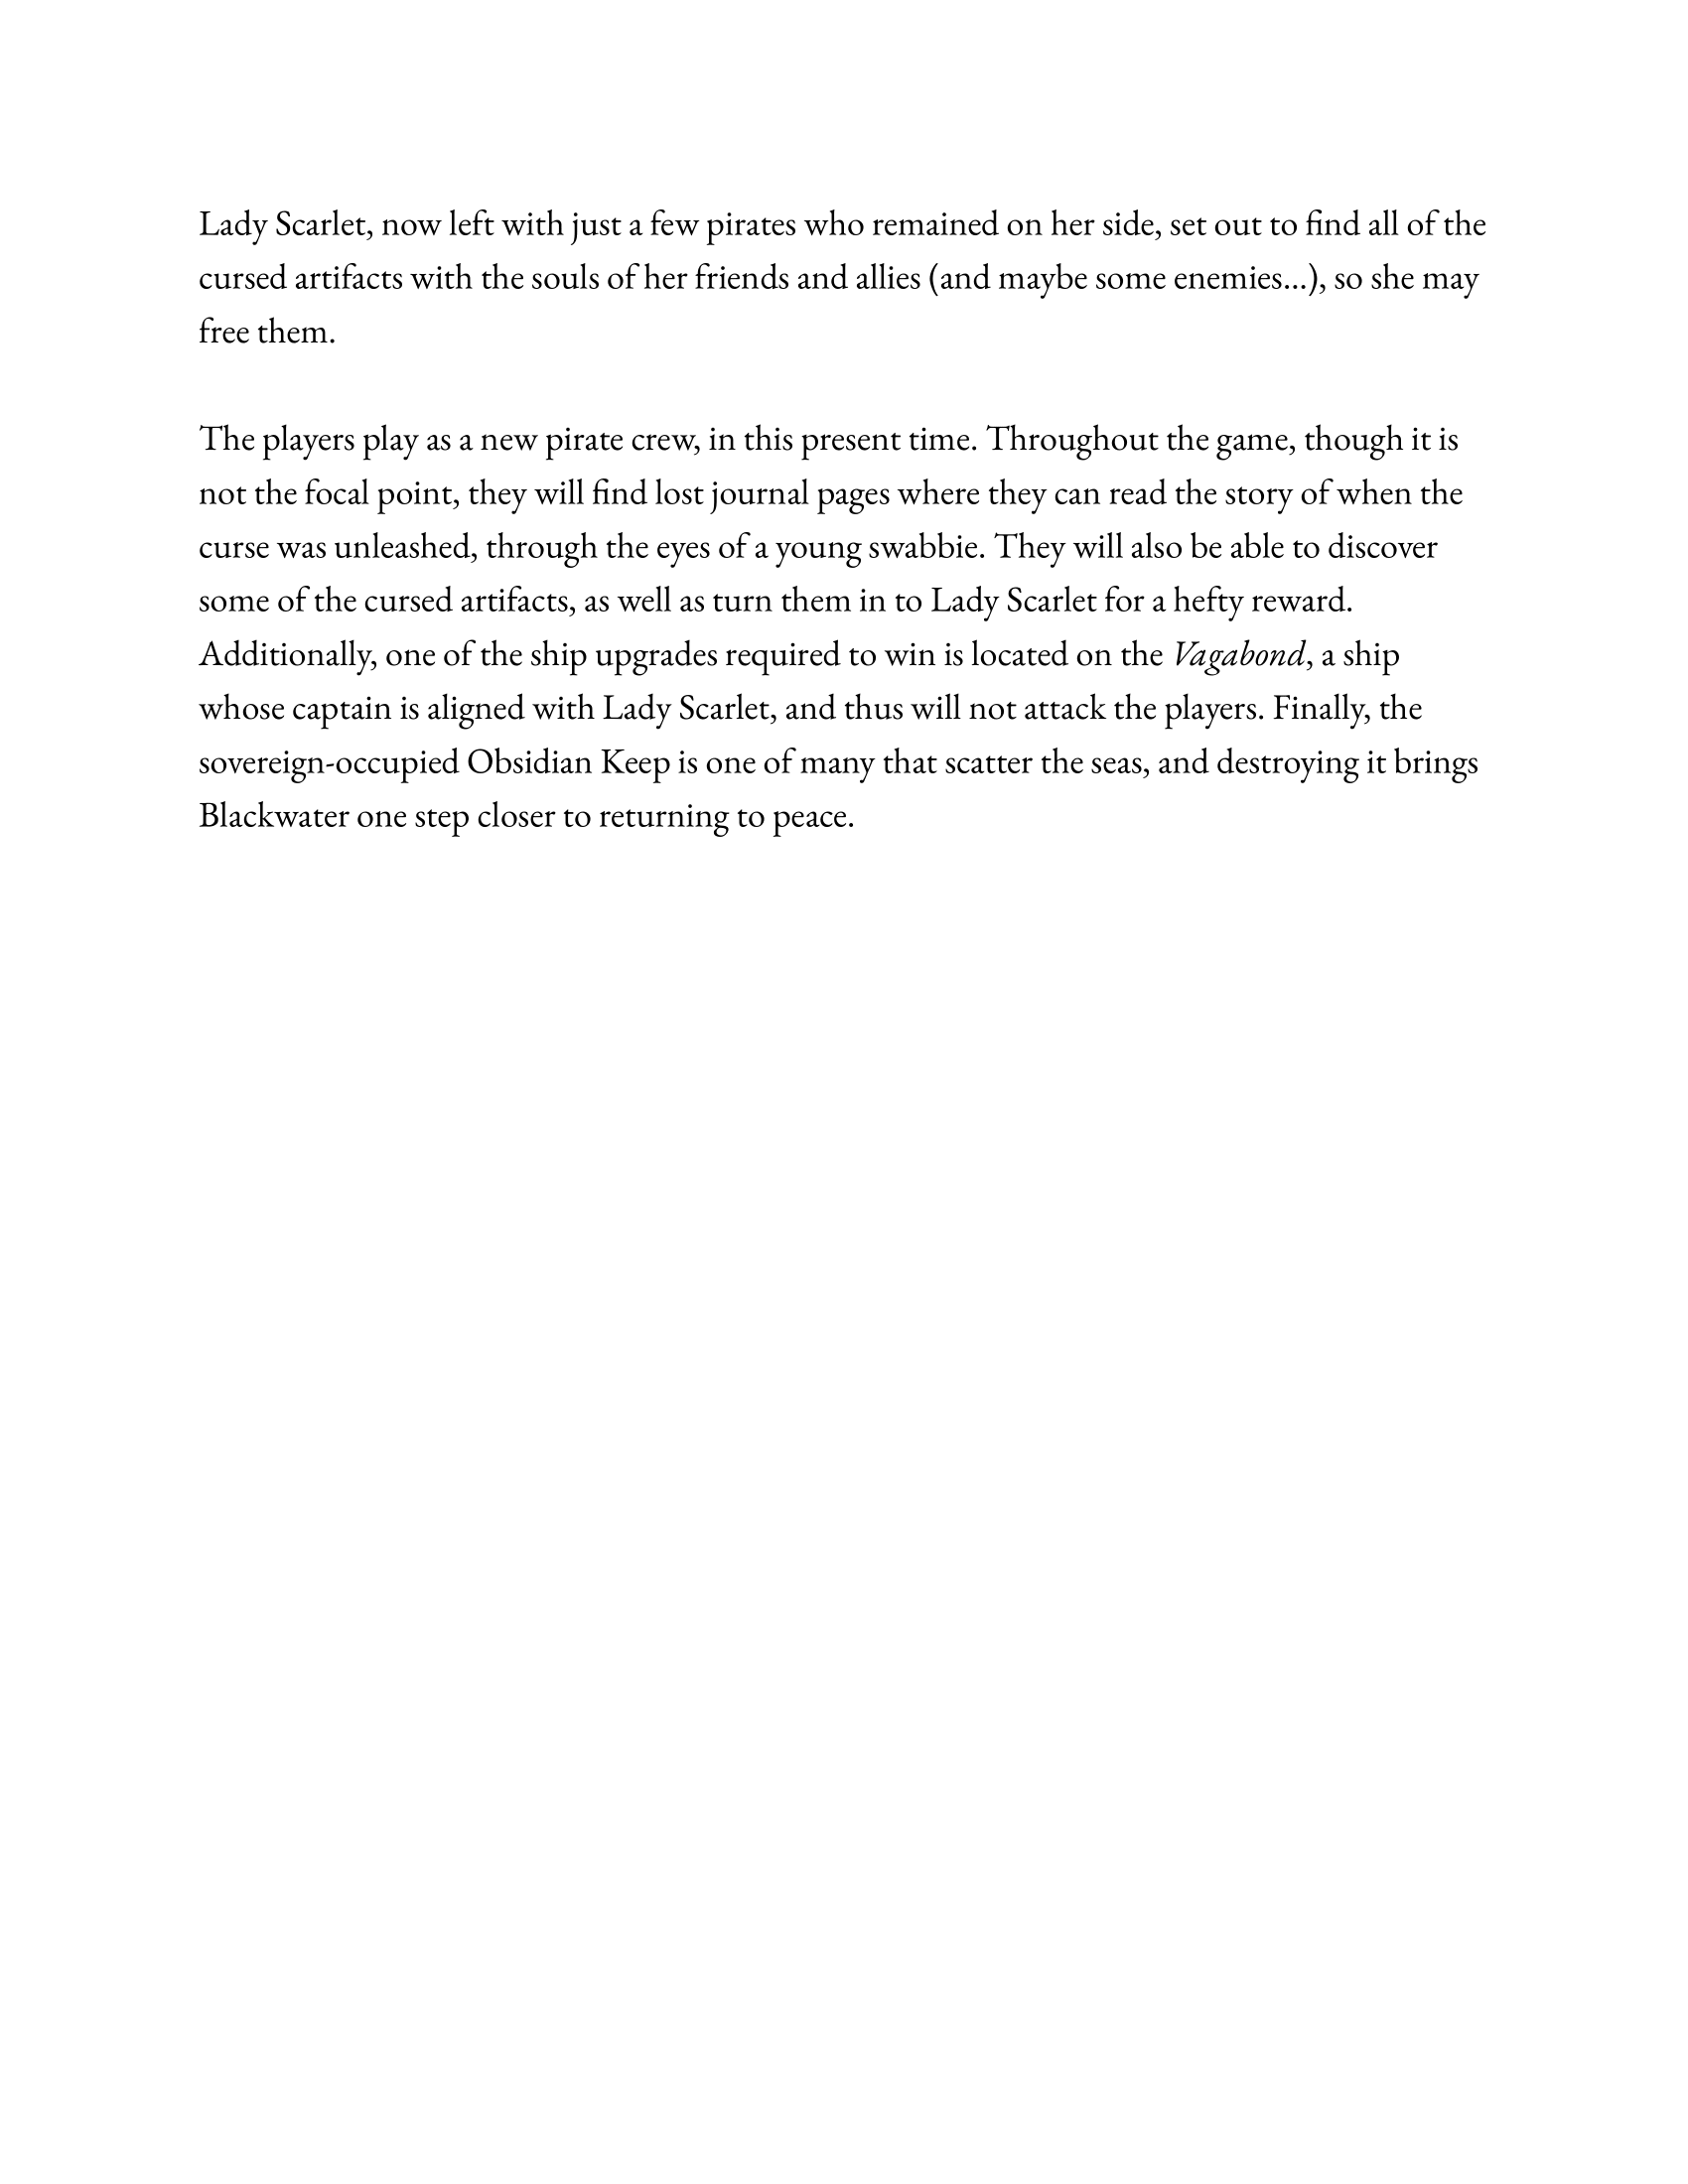 Lady Scarlet, now left with just a few pirates who remained on her side, set out to find all of the
cursed artifacts with the souls of her friends and allies (and maybe some enemies...), so she may
free them.
The players play as a new pirate crew, in this present time. Throughout the game, though it is
not the focal point, they will find lost journal pages where they can read the story of when the
curse was unleashed, through the eyes of a young swabbie. They will also be able to discover
some of the cursed artifacts, as well as turn them in to Lady Scarlet for a hefty reward.
Additionally, one of the ship upgrades required to win is located on the Vagabond, a ship
whose captain is aligned with Lady Scarlet, and thus will not attack the players. Finally, the
sovereign-occupied Obsidian Keep is one of many that scatter the seas, and destroying it brings
Blackwater one step closer to returning to peace.